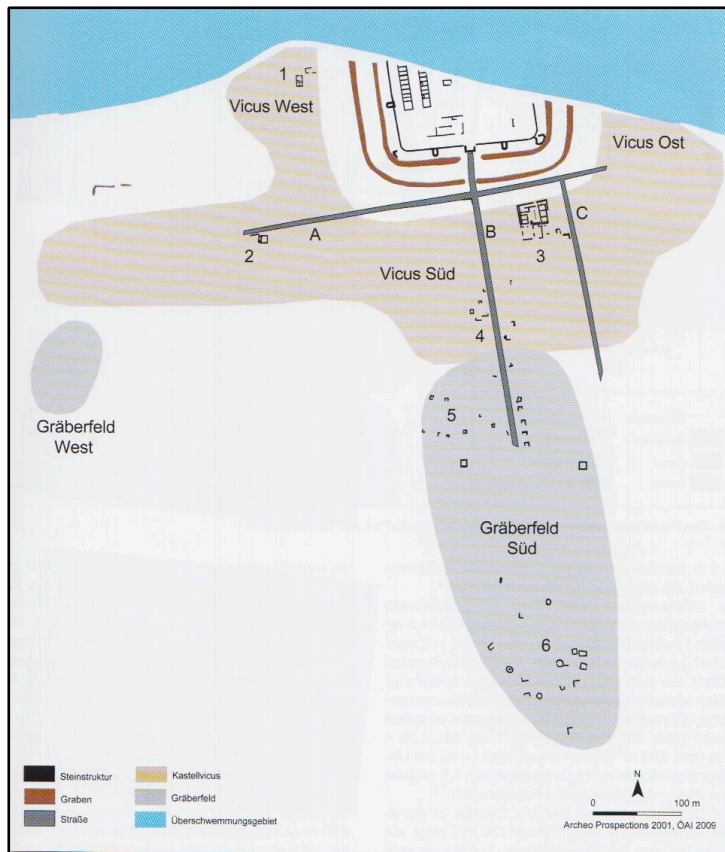 1
Vicus West
Vicus Ost
I
A
B
C
2
3
Vicus Süd
4
Gräberfeld
West
5
Gräberfeld
Süd
6
Steinstruktur
Graben
Straße
Kastellvicus
Gräberfeld
Überschwemmungsgebiet
N
0 100 m
Archeo Prospections 2001, ÖAI 2009